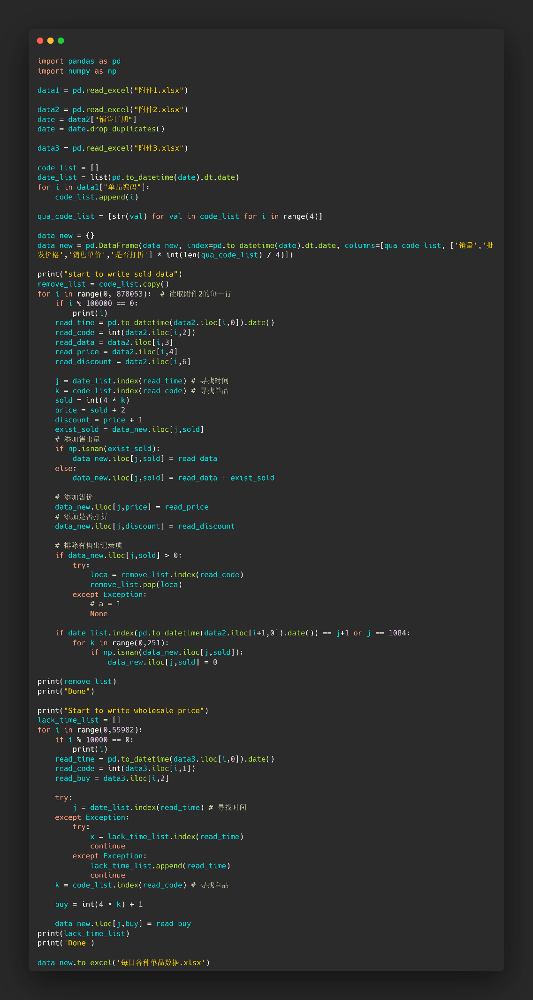 import pandas as pd
import numpy as np
data1 = pd.read_excel("附件1.xlsx")
data2 = pd.read_excel("附件2.xlsx")
date = data2["销售日期"]
date = date.drop_duplicates()
data3 = pd.read_excel("附件3.xlsx")
code_list = []
date_list = list(pd.to_datetime(date).dt.date)
for i in data1["单品编码"]:
    code_list.append(i)
qua_code_list = [str(val) for val in code_list for i in range(4)]
data_new = {}
data_new = pd.DataFrame(data_new, index=pd.to_datetime(date).dt.date, columns=[qua_code_list, ['销量','批
发价格','销售单价','是否打折'] * int(len(qua_code_list) / 4)])
print("start to write sold data")
remove_list = code_list.copy()
for i in range(0, 878053):  # 读取附件2的每一行
    if i % 100000 == 0:
        print(i)
    read_time = pd.to_datetime(data2.iloc[i,0]).date()
    read_code = int(data2.iloc[i,2])
    read_data = data2.iloc[i,3]
    read_price = data2.iloc[i,4]
    read_discount = data2.iloc[i,6]
    j = date_list.index(read_time) # 寻找时间
    k = code_list.index(read_code) # 寻找单品
    sold = int(4 * k)
    price = sold + 2
    discount = price + 1
    exist_sold = data_new.iloc[j,sold]
    # 添加售出量
    if np.isnan(exist_sold):
        data_new.iloc[j,sold] = read_data
    else:
        data_new.iloc[j,sold] = read_data + exist_sold
    # 添加售价
    data_new.iloc[j,price] = read_price
    # 添加是否打折
    data_new.iloc[j,discount] = read_discount
    # 排除有售出记录项
    if data_new.iloc[j,sold] > 0:
        try:
            loca = remove_list.index(read_code)
            remove_list.pop(loca)
        except Exception:
            # a = 1
            None
    if date_list.index(pd.to_datetime(data2.iloc[i+1,0]).date()) == j+1 or j == 1084:
        for k in range(0,251):
            if np.isnan(data_new.iloc[j,sold]):
                data_new.iloc[j,sold] = 0
print(remove_list)
print("Done")
print("Start to write wholesale price")
lack_time_list = []
for i in range(0,55982):
    if i % 10000 == 0:
        print(i)
    read_time = pd.to_datetime(data3.iloc[i,0]).date()
    read_code = int(data3.iloc[i,1])
    read_buy = data3.iloc[i,2]
    try:
        j = date_list.index(read_time) # 寻找时间
    except Exception:
        try:
            x = lack_time_list.index(read_time)
            continue
        except Exception:
            lack_time_list.append(read_time)
            continue
    k = code_list.index(read_code) # 寻找单品
    buy = int(4 * k) + 1
    data_new.iloc[j,buy] = read_buy
print(lack_time_list)
print('Done')
data_new.to_excel('每日各种单品数据.xlsx')